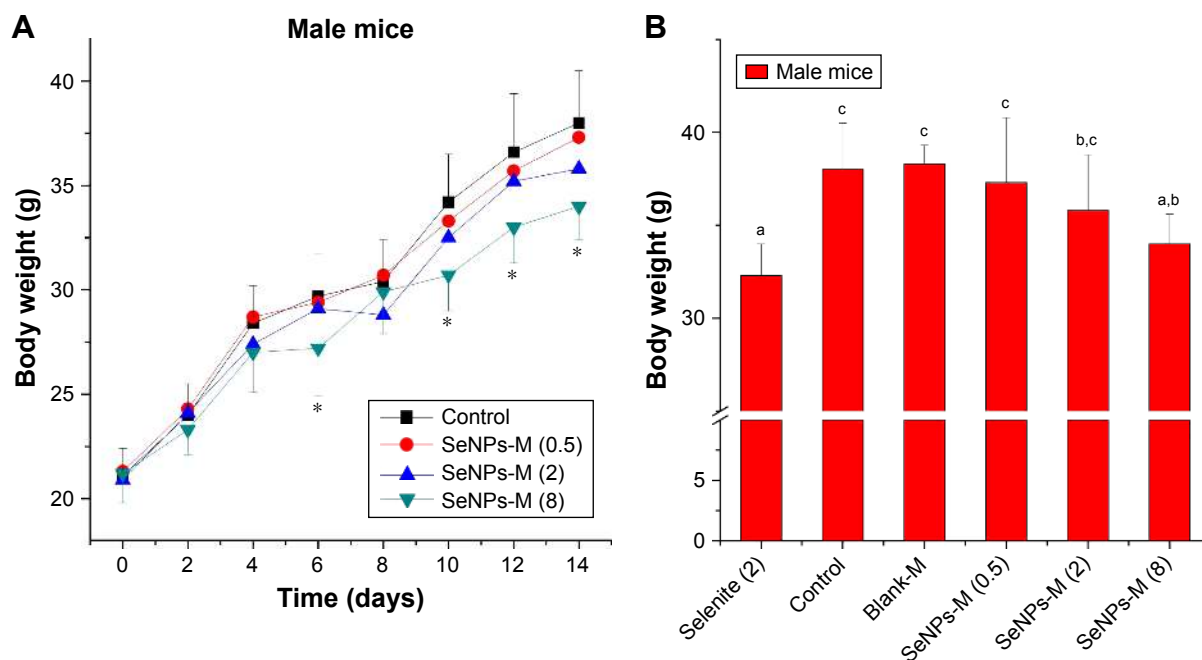 A
Male mice
Body weight (g)
40
35
30
25
20
*
*
*
*
Control
SeNPs-M (0.5)
SeNPs-M (2)
SeNPs-M (8)
0 2 4 6 8 10 12 14
Time (days)
B
Male mice
Body weight (g)
40
30
5
0
a
c
c
c
b,c
a,b
Selenite (2)
Control
Blank-M
SeNPs-M (0.5)
SeNPs-M (2)
SeNPs-M (8)